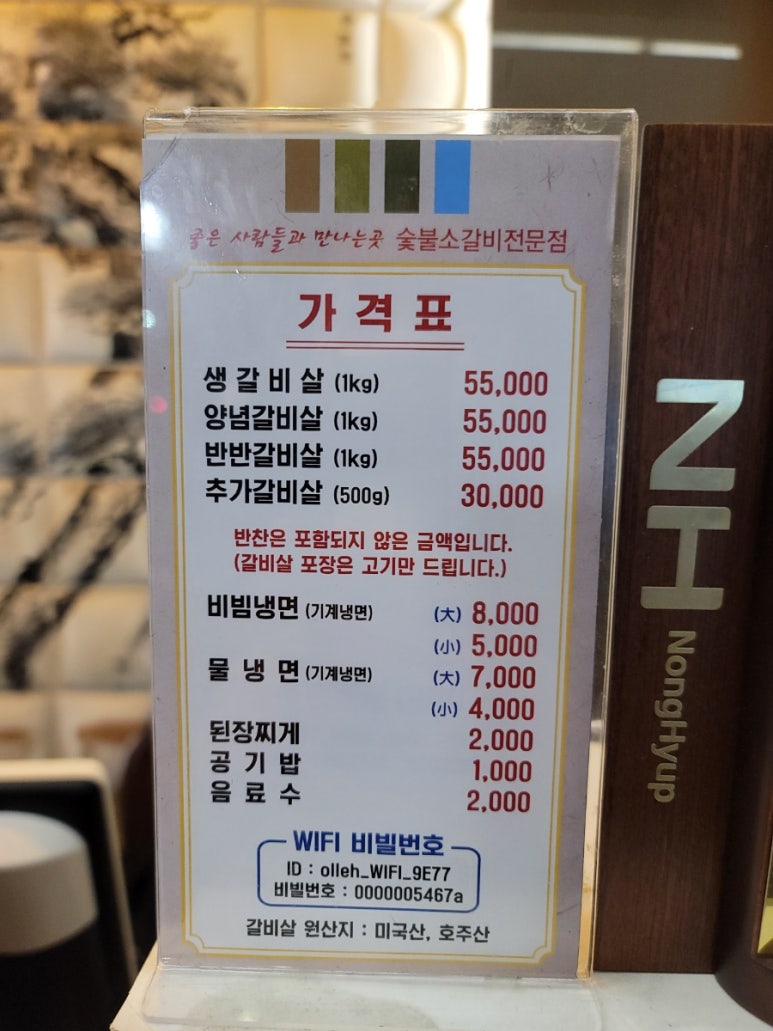 좋은 사람들과 만나는곳 숯불소갈비전문점
가격표
생갈비살 (1kg) 55,000
양념갈비살 (1kg) 55,000
반반갈비살 (1kg) 55,000
추가갈비살 (500g) 30,000
반찬은 포함되지 않은 금액입니다.
(갈비살 포장은 고기만 드립니다.)
비빔냉면 (기계냉면) (大) 8,000
(小) 5,000
물냉면 (기계냉면) (大) 7,000
(小) 4,000
된장찌게 2,000
공기밥 1,000
음료수 2,000
WIFI 비빌번호
ID : olleh_WIFI_9E77
비빌번호 : 0000005467a
갈비살 원산지 : 미국산, 호주산
NH NongHyup